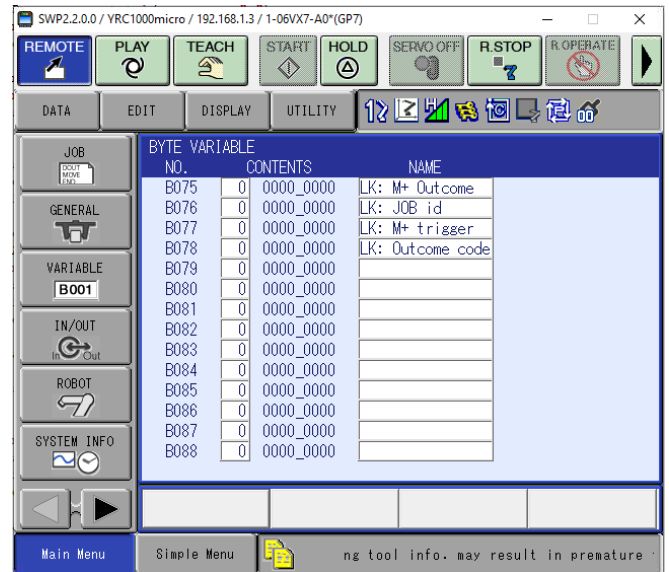 SWP2.2.0.0 / YRC1000micro / 192.168.1.3 / 1-06VX7-A0*(GP7)
REMOTE PLAY TEACH START HOLD SERVO OFF R.STOP R.OPERATE
DATA EDIT DISPLAY UTILITY
JOB
DOUT
MOVE
END
GENERAL
VARIABLE
B001
IN/OUT
In Out
ROBOT
SYSTEM INFO
BYTE VARIABLE
NO. CONTENTS NAME
B075 0 0000_0000 LK: M+ Outcome
B076 0 0000_0000 LK: JOB id
B077 0 0000_0000 LK: M+ trigger
B078 0 0000_0000 LK: Outcome code
B079 0 0000_0000
B080 0 0000_0000
B081 0 0000_0000
B082 0 0000_0000
B083 0 0000_0000
B084 0 0000_0000
B085 0 0000_0000
B086 0 0000_0000
B087 0 0000_0000
B088 0 0000_0000
Main Menu Simple Menu ng tool info. may result in premature